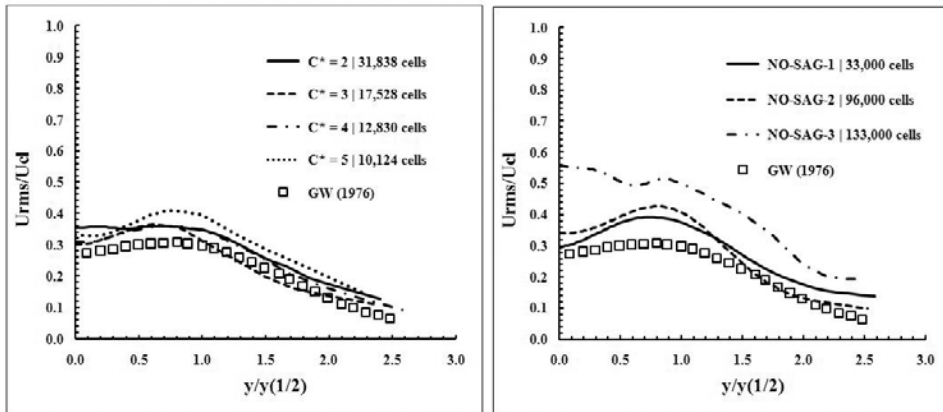 1.0
0.9
0.8
0.7
0.6
0.5
0.4
0.3
0.2
0.1
0.0
Urms/Ucl
C* = 2 | 31,838 cells
C* = 3 | 17,528 cells
C* = 4 | 12,830 cells
C* = 5 | 10,124 cells
GW (1976)
0.0 0.5 1.0 1.5 2.0 2.5 3.0
y/y(1/2)
1.0
0.9
0.8
0.7
0.6
0.5
0.4
0.3
0.2
0.1
0.0
Urms/Ucl
NO-SAG-1 | 33,000 cells
NO-SAG-2 | 96,000 cells
NO-SAG-3 | 133,000 cells
GW (1976)
0.0 0.5 1.0 1.5 2.0 2.5 3.0
y/y(1/2)